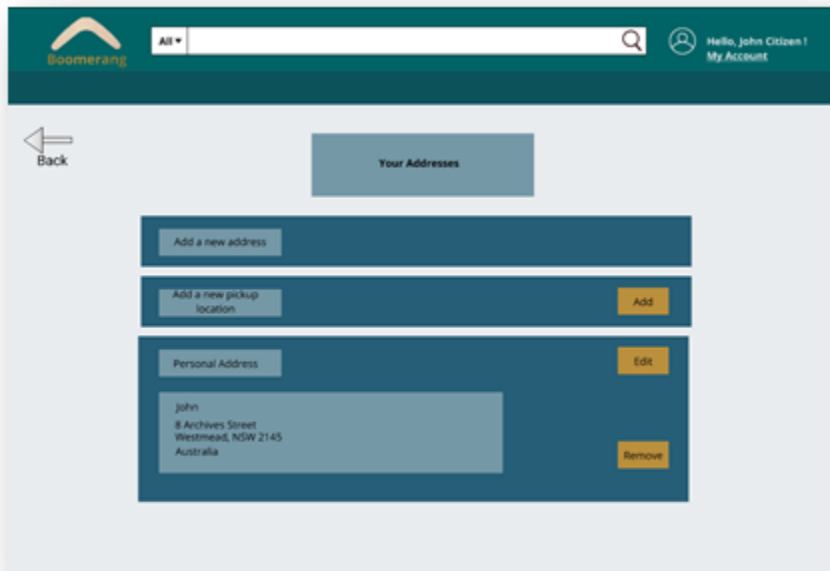 Boomerang
All
Hello, John Citizen !
My Account
Back
Your Addresses
Add a new address
Add a new pickup
location
Add
Personal Address
Edit
John
8 Archives Street
Westmead, NSW 2145
Australia
Remove